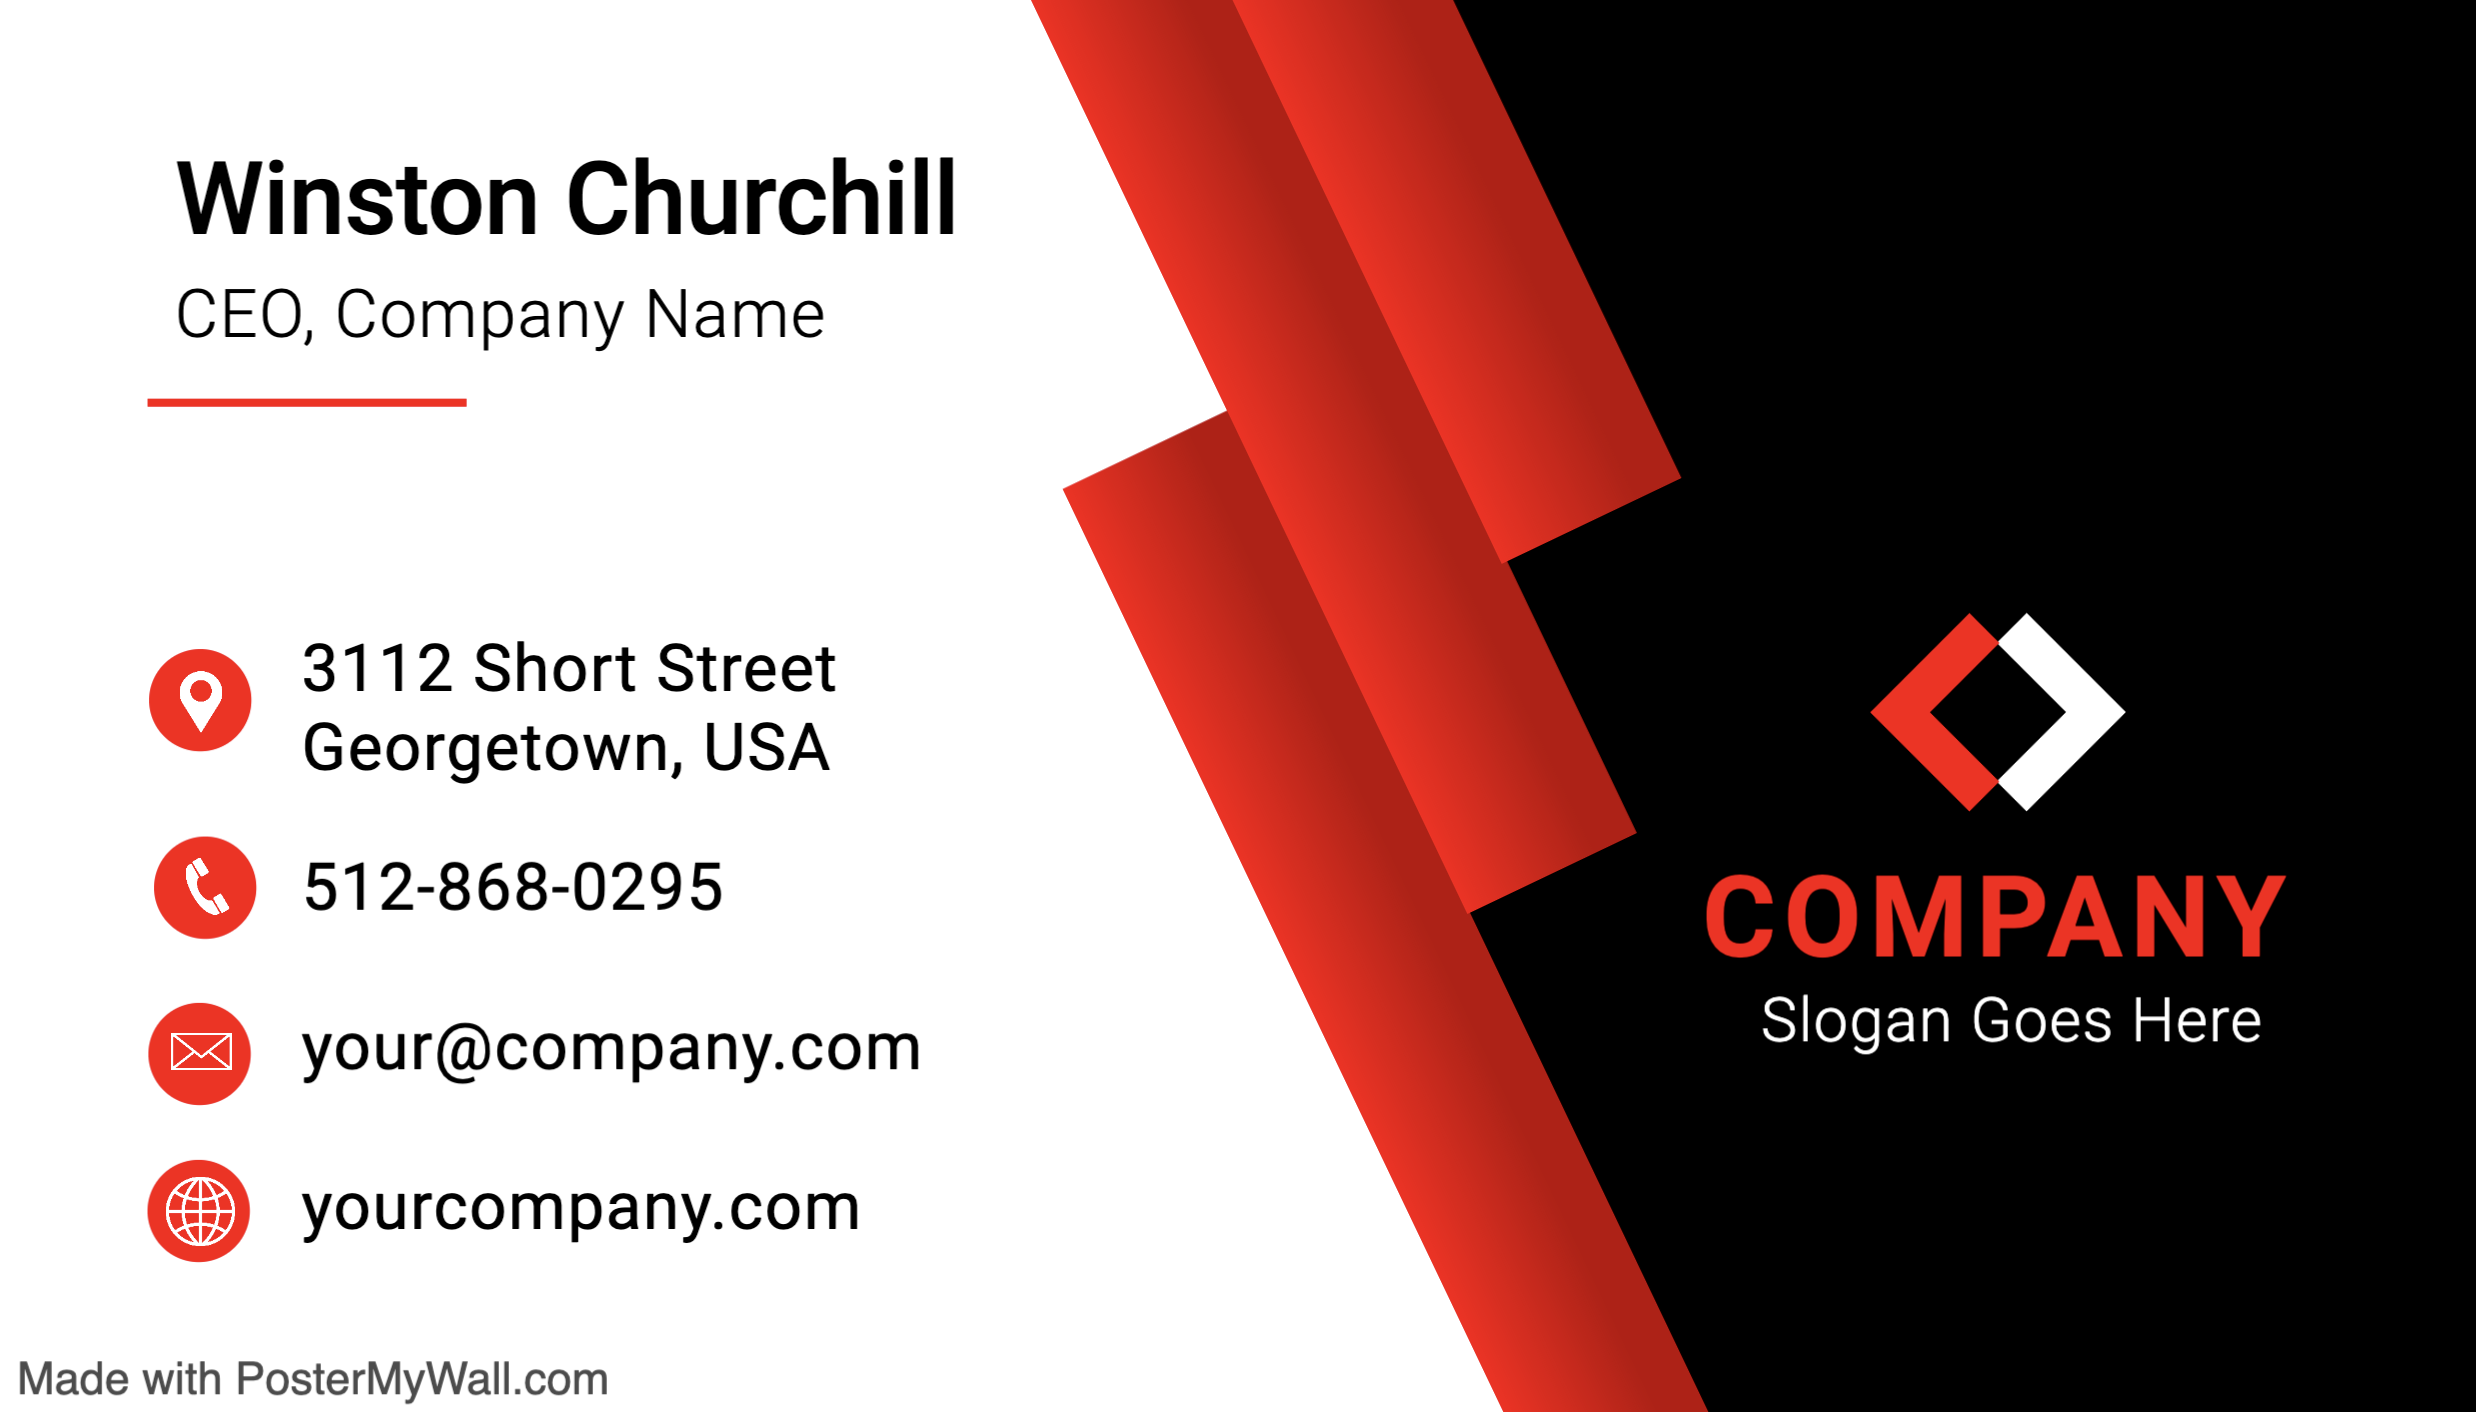 Winston Churchill
CEO, Company Name
3112 Short Street
Georgetown, USA
512-868-0295
your@company.com
yourcompany.com
COMPANY
Slogan Goes Here
Made with PosterMyWall.com